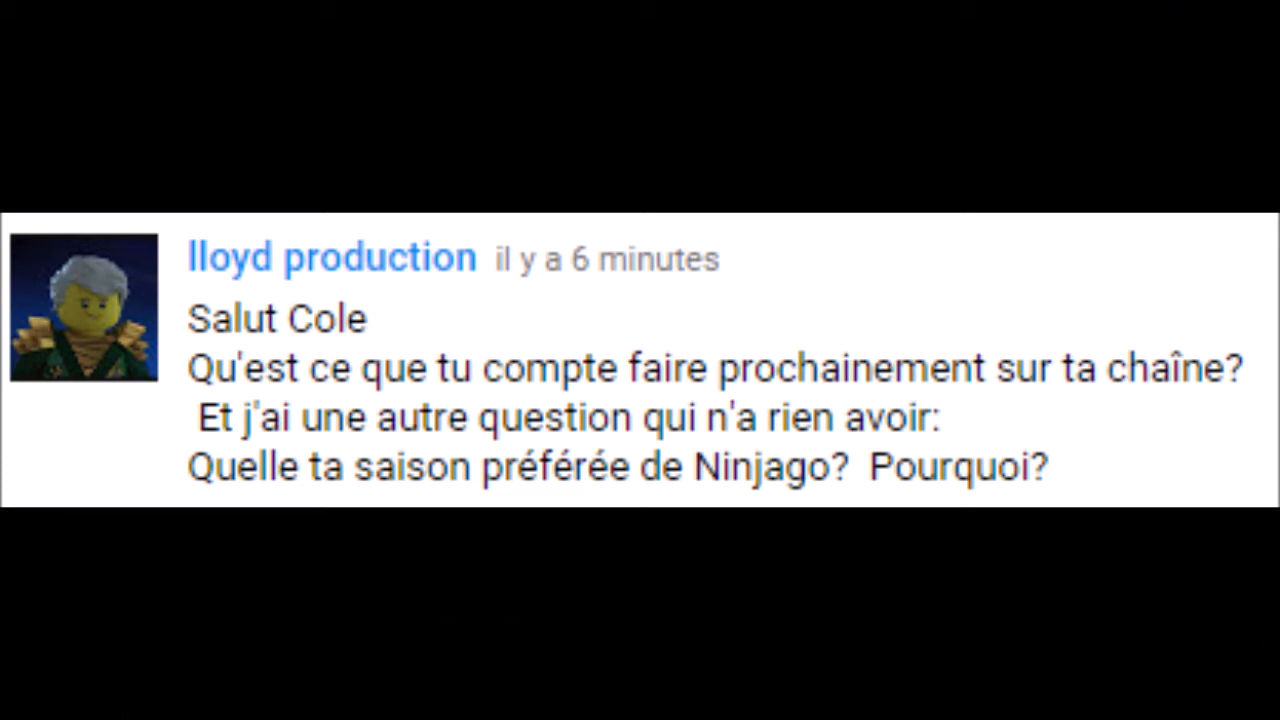 lloyd production il y a 6 minutes
Salut Cole
Qu'est ce que tu compte faire prochainement sur ta chaîne?
Et j'ai une autre question qui n'a rien avoir:
Quelle ta saison préférée de Ninjago? Pourquoi?